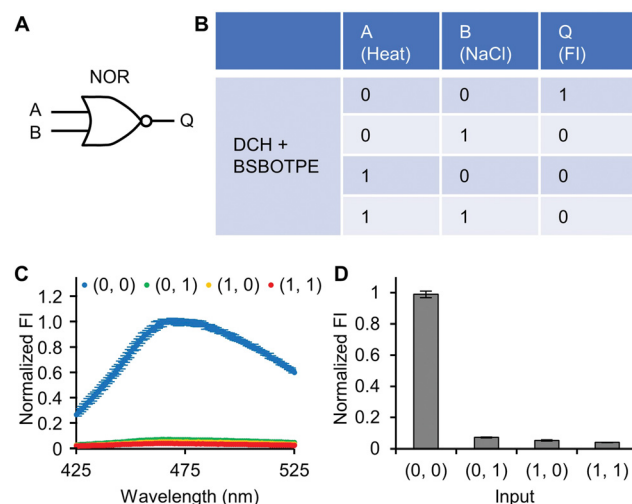 A
NOR
A
B
Q
B
A
(Heat)
B
(NaCl)
Q
(FI)
DCH +
BSBOTPE
0 0 1
0 1 0
1 0 0
1 1 0
C
(0, 0) (0, 1) (1, 0) (1, 1)
Normalized FI
1.2
1
0.8
0.6
0.4
0.2
0
425 475 525
Wavelength (nm)
D
Normalized FI
1
0.8
0.6
0.4
0.2
0
(0, 0) (0, 1) (1, 0) (1, 1)
Input